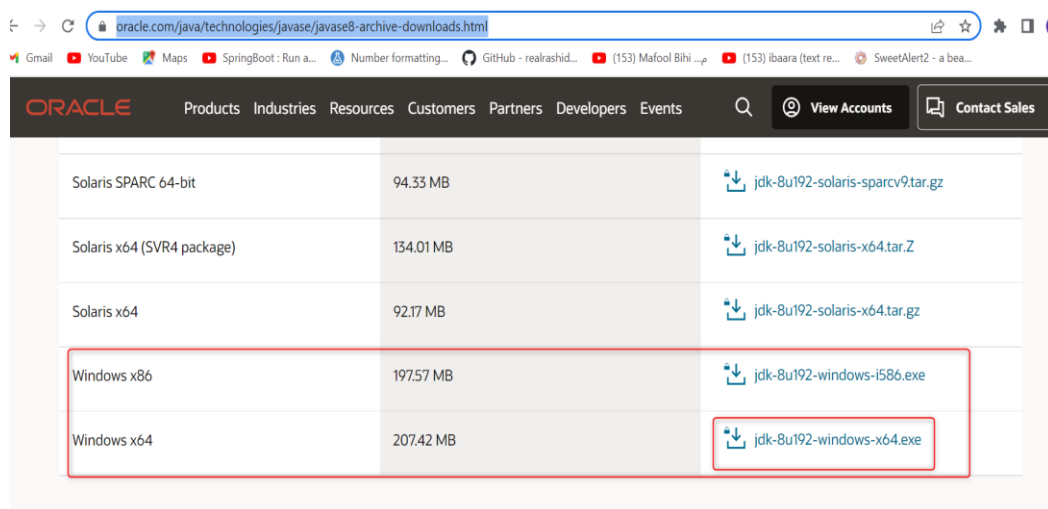 oracle.com/java/technologies/javase/javase8-archive-downloads.html
Gmail YouTube Maps SpringBoot : Run a... Number formatting... GitHub - realrashid... (153) Mafool Bihi ...م (153) ibaara (text re... SweetAlert2 - a bea...
ORACLE Products Industries Resources Customers Partners Developers Events View Accounts Contact Sales
Solaris SPARC 64-bit 94.33 MB jdk-8u192-solaris-sparcv9.tar.gz
Solaris x64 (SVR4 package) 134.01 MB jdk-8u192-solaris-x64.tar.Z
Solaris x64 92.17 MB jdk-8u192-solaris-x64.tar.gz
Windows x86 197.57 MB jdk-8u192-windows-i586.exe
Windows x64 207.42 MB jdk-8u192-windows-x64.exe